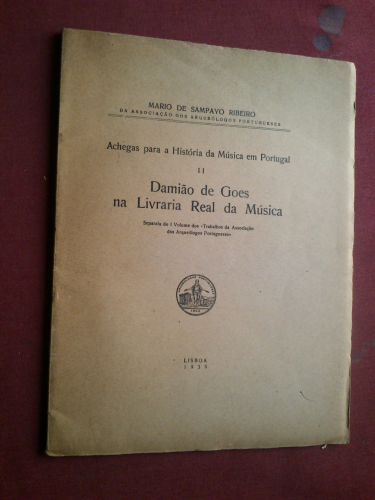 MARIO DE SAMPAYO RIBEIRO
DA ASSOCIAÇÃO DOS ARQUEÓLOGOS PORTUGUESES
Achegas para a História da Música em Portugal
II
Damião de Goes
na Livraria Real da Música
Separata do I Volume dos «Trabalhos da Associação
dos Arqueólogos Portugueses»
LISBOA